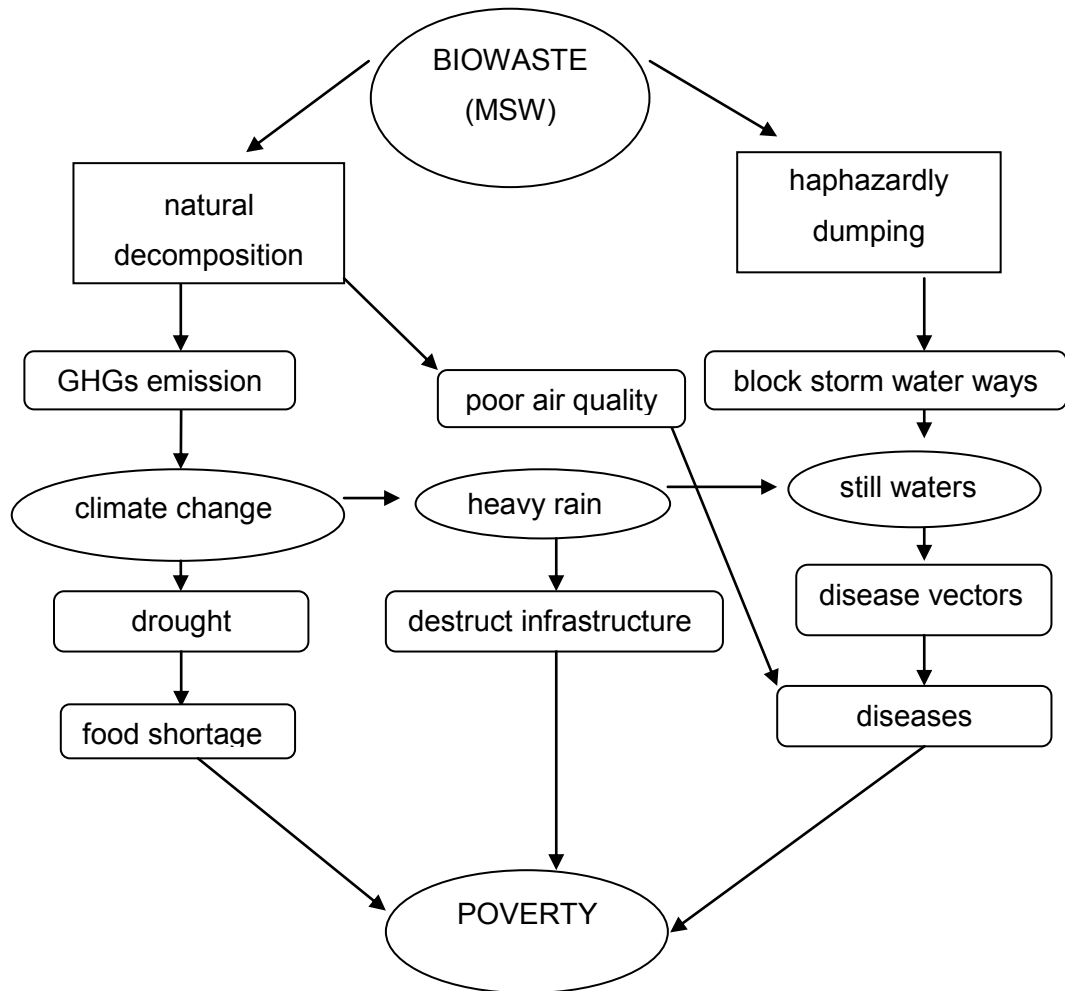 BIOWASTE
(MSW)
natural
decomposition
haphazardly
dumping
GHGs emission
poor air quality
block storm water ways
climate change
heavy rain
still waters
drought
destruct infrastructure
disease vectors
food shortage
diseases
POVERTY